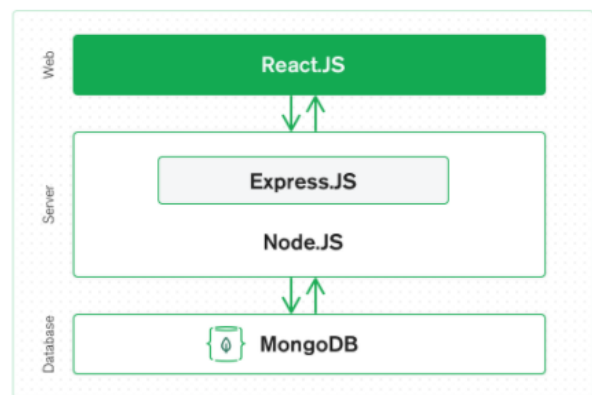 Web
React.JS
Server
Express.JS
Node.JS
Database
MongoDB